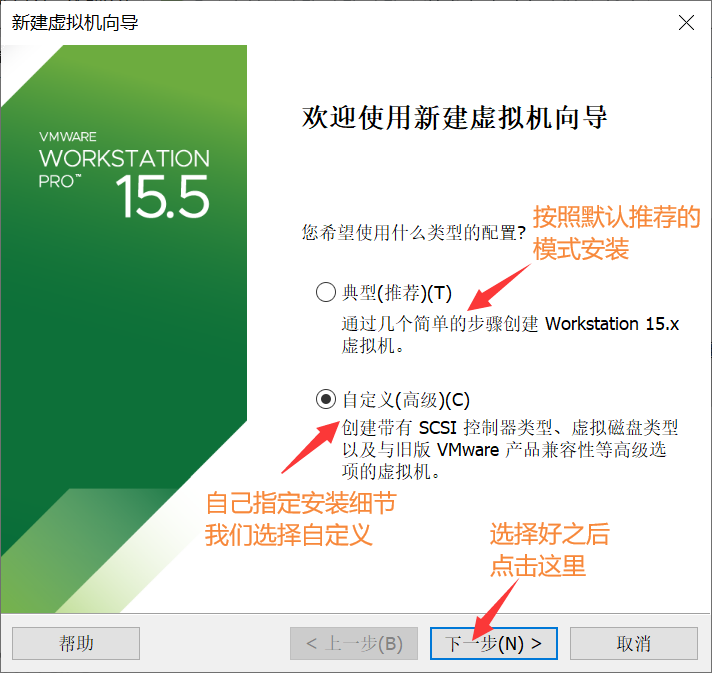 新建虚拟机向导
VMWARE
WORKSTATION
PRO™
15.5
欢迎使用新建虚拟机向导
您希望使用什么类型的配置?
按照默认推荐的
模式安装
典型(推荐)(T)
通过几个简单的步骤创建 Workstation 15.x
虚拟机。
自定义(高级)(C)
创建带有 SCSI 控制器类型、虚拟磁盘类型
以及与旧版 VMware 产品兼容性等高级选
项的虚拟机。
自己指定安装细节
我们选择自定义
选择好之后
点击这里
帮助
< 上一步(B)
下一步(N) >
取消